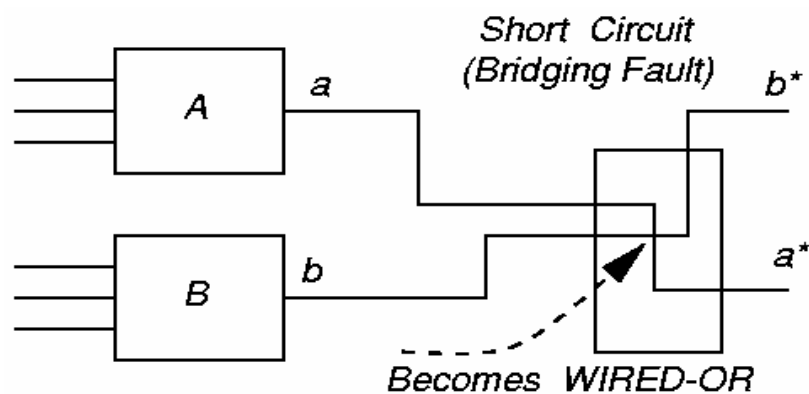 Short Circuit
(Bridging Fault)
A
a
b*
B
b
a*
Becomes WIRED-OR